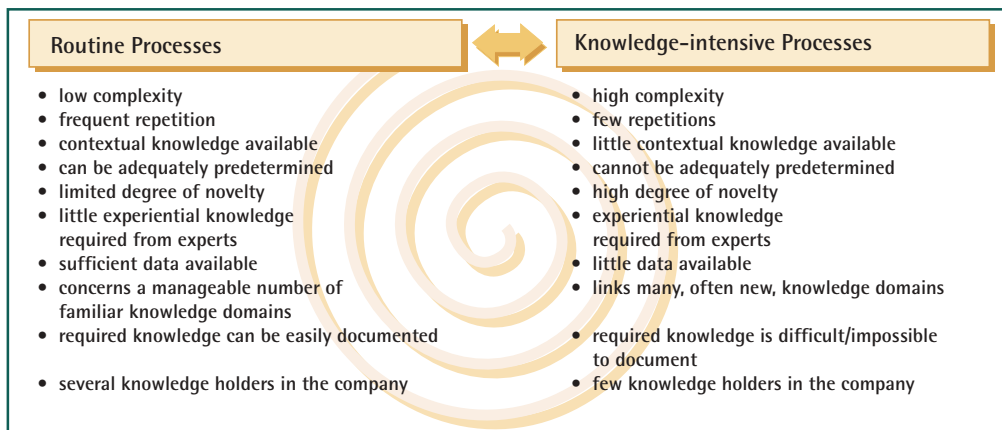 Routine Processes
• low complexity
• frequent repetition
• contextual knowledge available
• can be adequately predetermined
• limited degree of novelty
• little experiential knowledge
required from experts
• sufficient data available
• concerns a manageable number of
familiar knowledge domains
• required knowledge can be easily documented
• several knowledge holders in the company
Knowledge-intensive Processes
• high complexity
• few repetitions
• little contextual knowledge available
• cannot be adequately predetermined
• high degree of novelty
• experiential knowledge
required from experts
• little data available
• links many, often new, knowledge domains
• required knowledge is difficult/impossible
to document
• few knowledge holders in the company